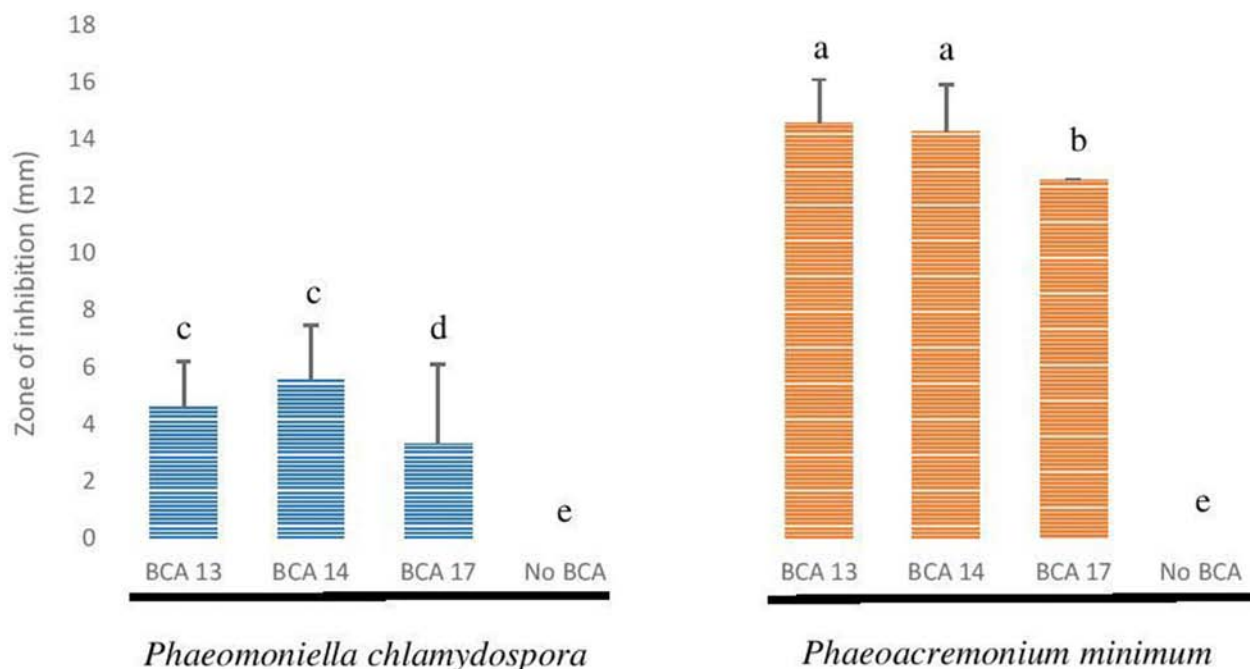 Zone of inhibition (mm)
18
16
14
12
10
8
6
4
2
0
c
c
d
e
a
a
b
e
BCA 13
BCA 14
BCA 17
No BCA
BCA 13
BCA 14
BCA 17
No BCA
Phaeomoniella chlamydospora
Phaeoacremonium minimum